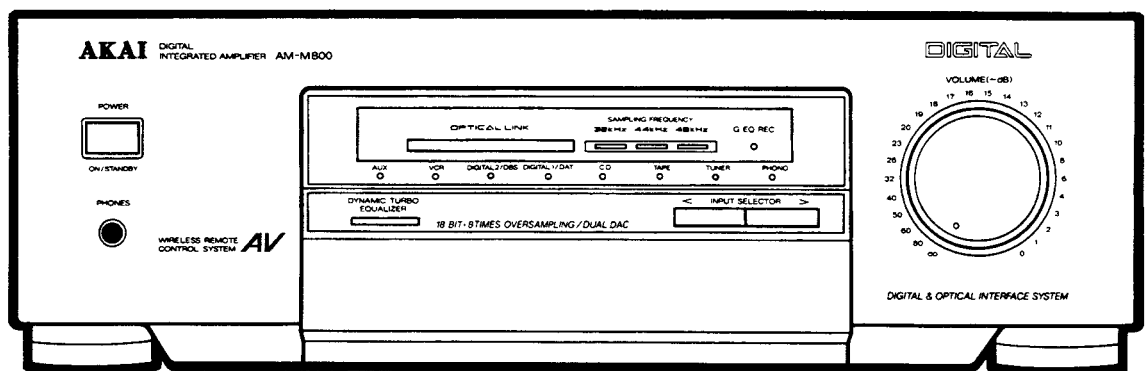 AKAI DIGITAL
INTEGRATED AMPLIFIER AM-M800
POWER
ON/STANDBY
PHONES
WIRELESS REMOTE
CONTROL SYSTEM AV
OPTICAL LINK
SAMPLING FREQUENCY
32kHz 44kHz 48kHz
G EQ REC
AUX VCR DIGITAL 2/DBS DIGITAL 1/DAT CD TAPE TUNER PHONO
DYNAMIC TURBO
EQUALIZER
18 BIT·8TIMES OVERSAMPLING/DUAL DAC
< INPUT SELECTOR >
DIGITAL
VOLUME(-dB)
∞ 80 60 50 40 32 26 23 20 19 18 17 16 15 14 13 12 11 10 8 6 5 4 3 2 1 0
DIGITAL & OPTICAL INTERFACE SYSTEM